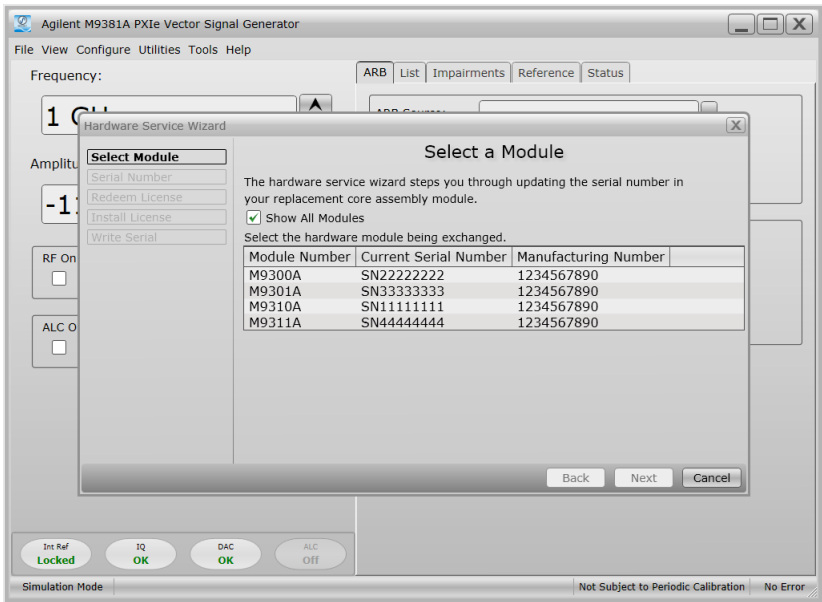 Agilent M9381A PXIe Vector Signal Generator
File View Configure Utilities Tools Help
Frequency:
ARB List Impairments Reference Status
1
Hardware Service Wizard
Select Module
Serial Number
Redeem License
Install License
Write Serial
Select a Module
The hardware service wizard steps you through updating the serial number in
your replacement core assembly module.
Show All Modules
Select the hardware module being exchanged.
Module Number Current Serial Number Manufacturing Number
M9300A SN22222222 1234567890
M9301A SN33333333 1234567890
M9310A SN11111111 1234567890
M9311A SN44444444 1234567890
RF On
ALC O
Back Next Cancel
Int Ref
Locked
IQ
OK
DAC
OK
ALC
Off
Simulation Mode Not Subject to Periodic Calibration No Error